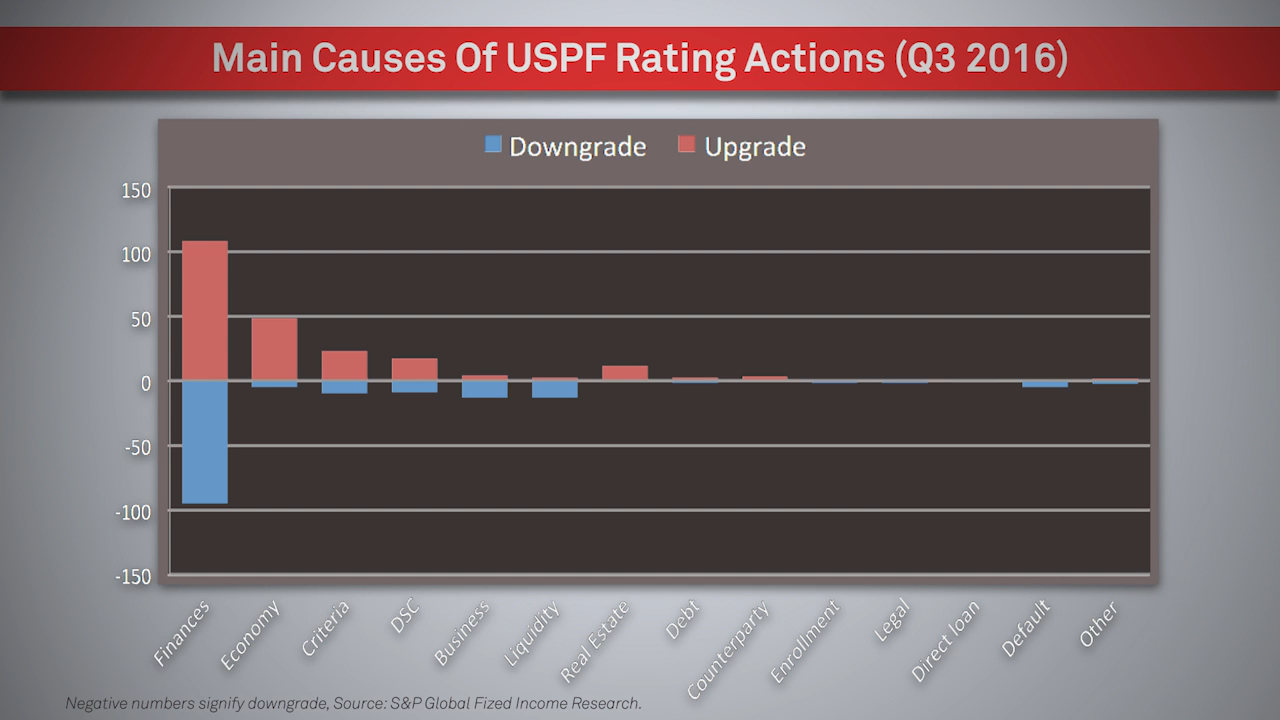 Main Causes Of USPF Rating Actions (Q3 2016)
Downgrade Upgrade
150
100
50
0
-50
-100
-150
Finances
Economy
Criteria
DSC
Business
Liquidity
Real Estate
Debt
Counterparty
Enrollment
Legal
Direct loan
Default
Other
Negative numbers signify downgrade, Source: S&P Global Fized Income Research.